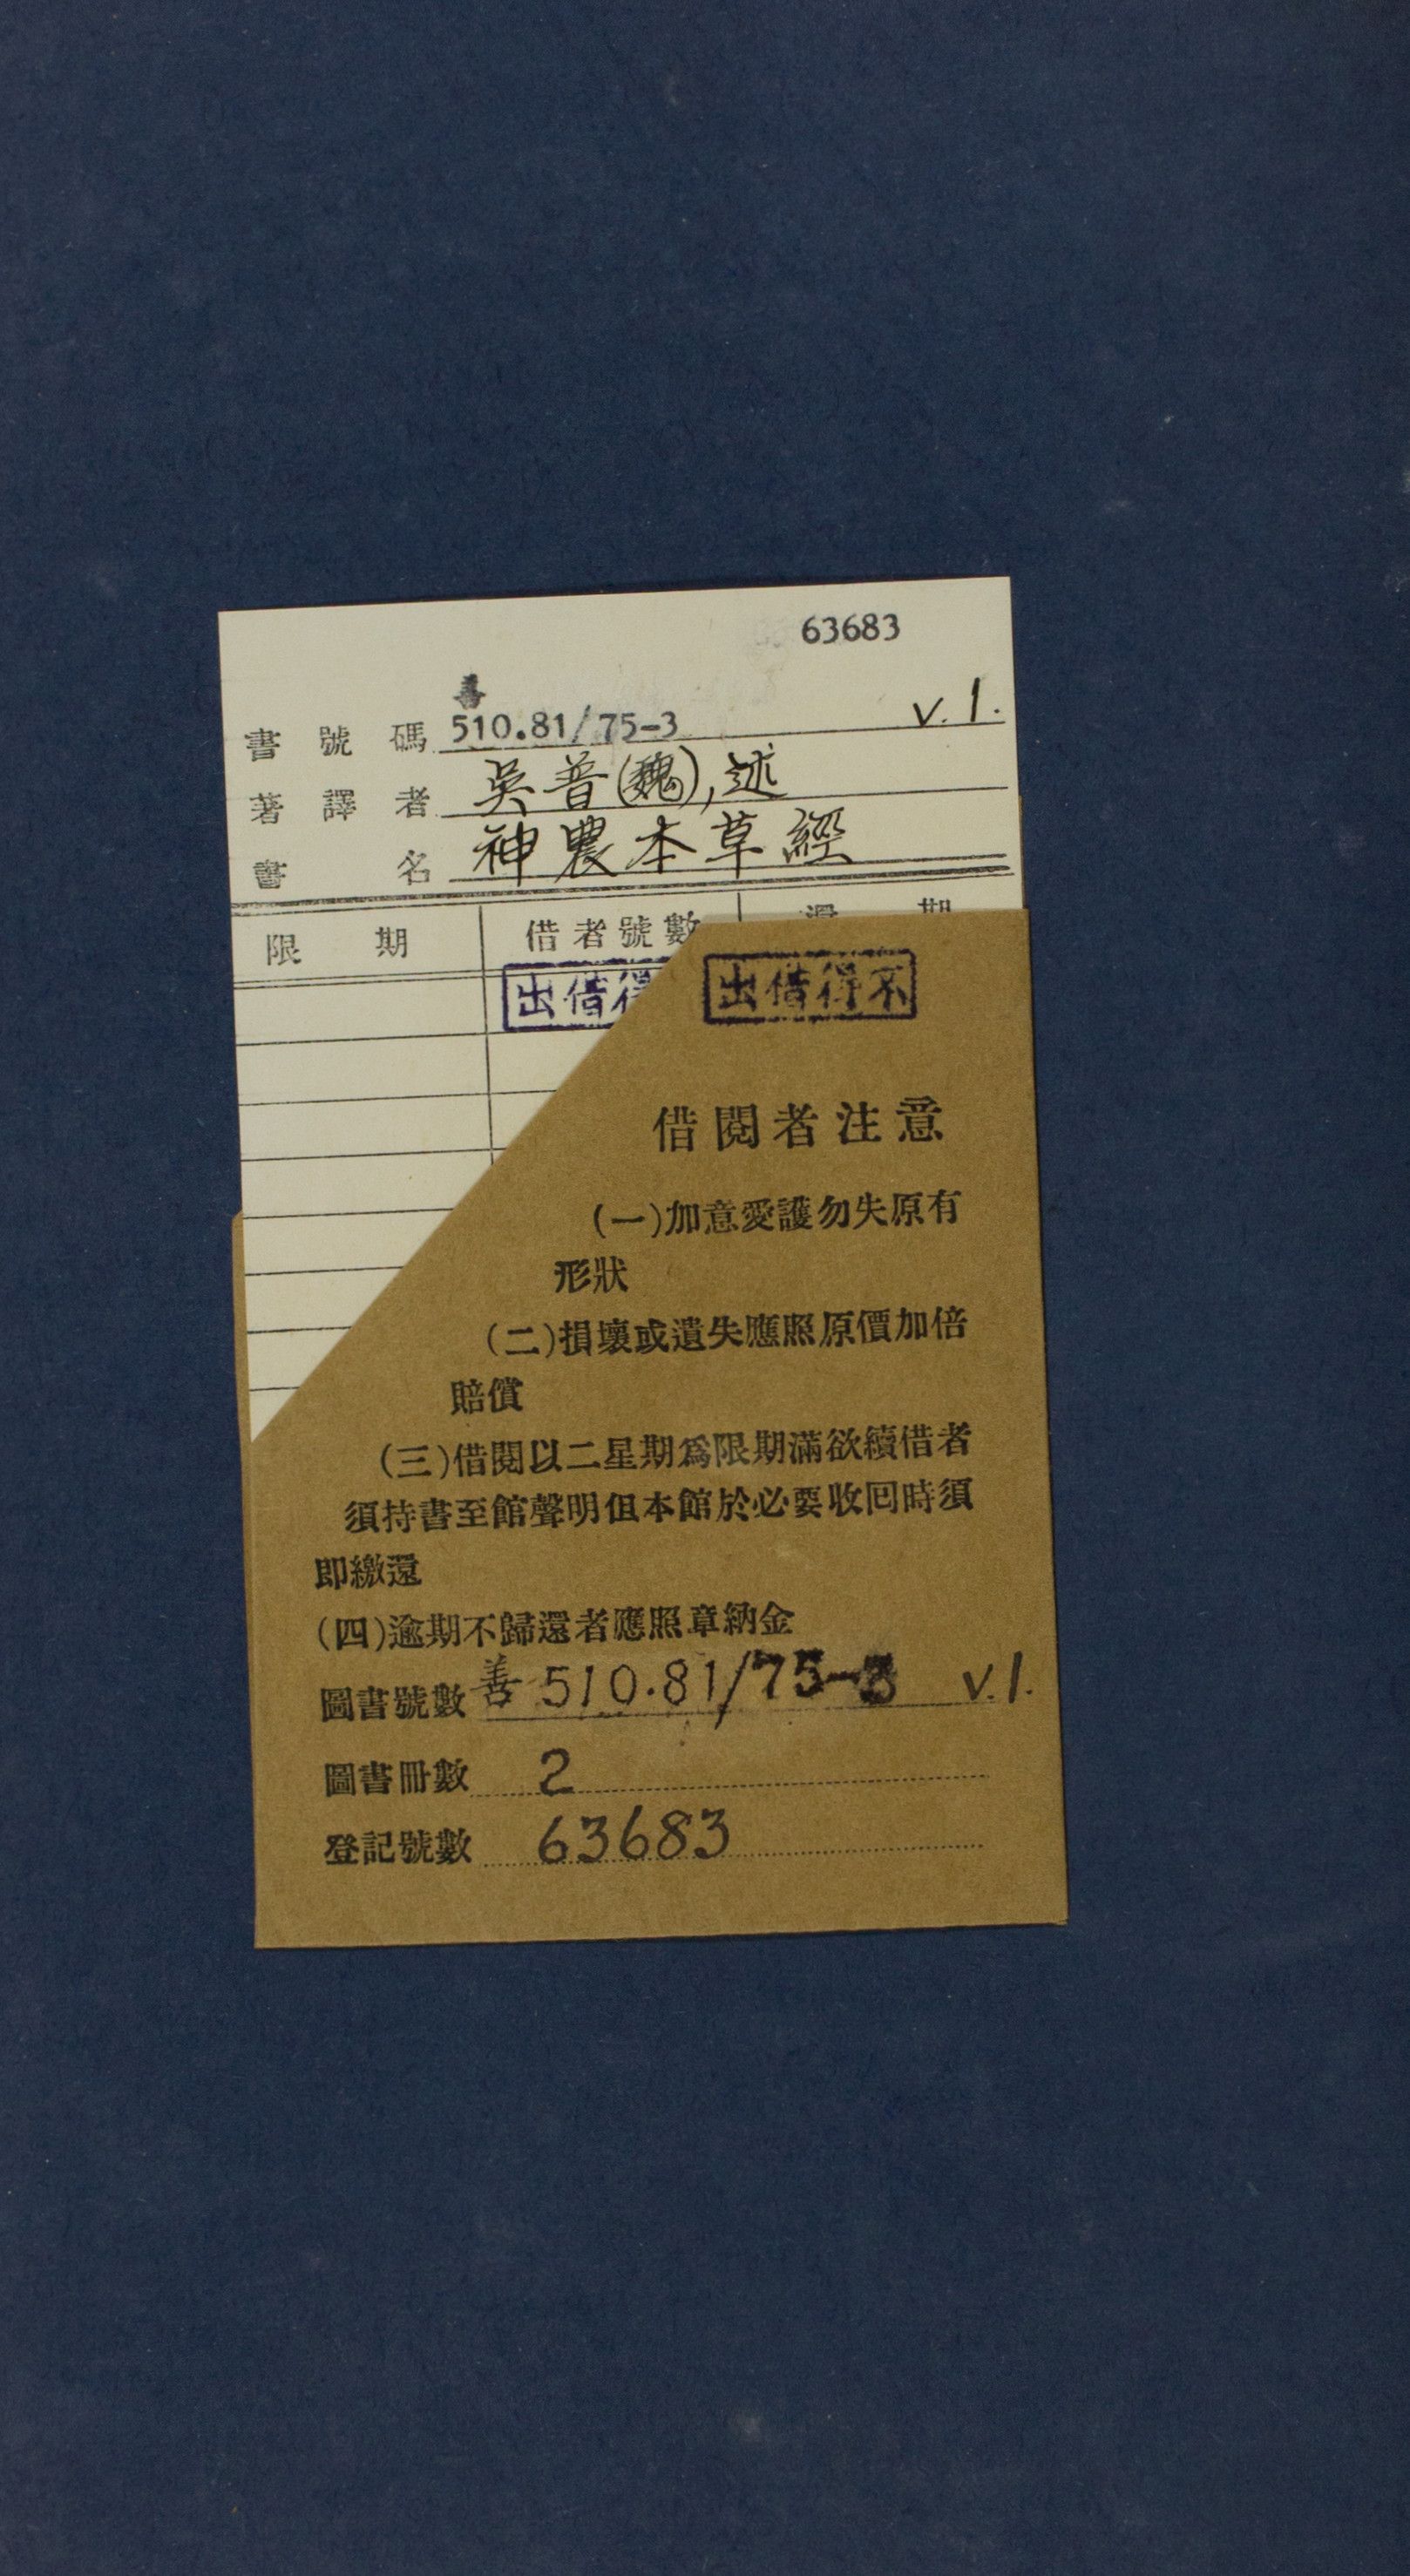 63683
善
書號碼 510.81/75-3 v.1.
著譯者 吳普(魏),述
書名 神農本草經
限期 借者號數 還期
出借得
出借得不
借閱者注意
(一)加意愛護勿失原有
形狀
(二)損壞或遺失應照原價加倍
賠償
(三)借閱以二星期為限期滿欲續借者
須持書至館聲明但本館於必要收回時須
即繳還
(四)逾期不歸還者應照章納金
圖書號數 善 510.81/75-3 v.1.
圖書冊數 2
登記號數 63683